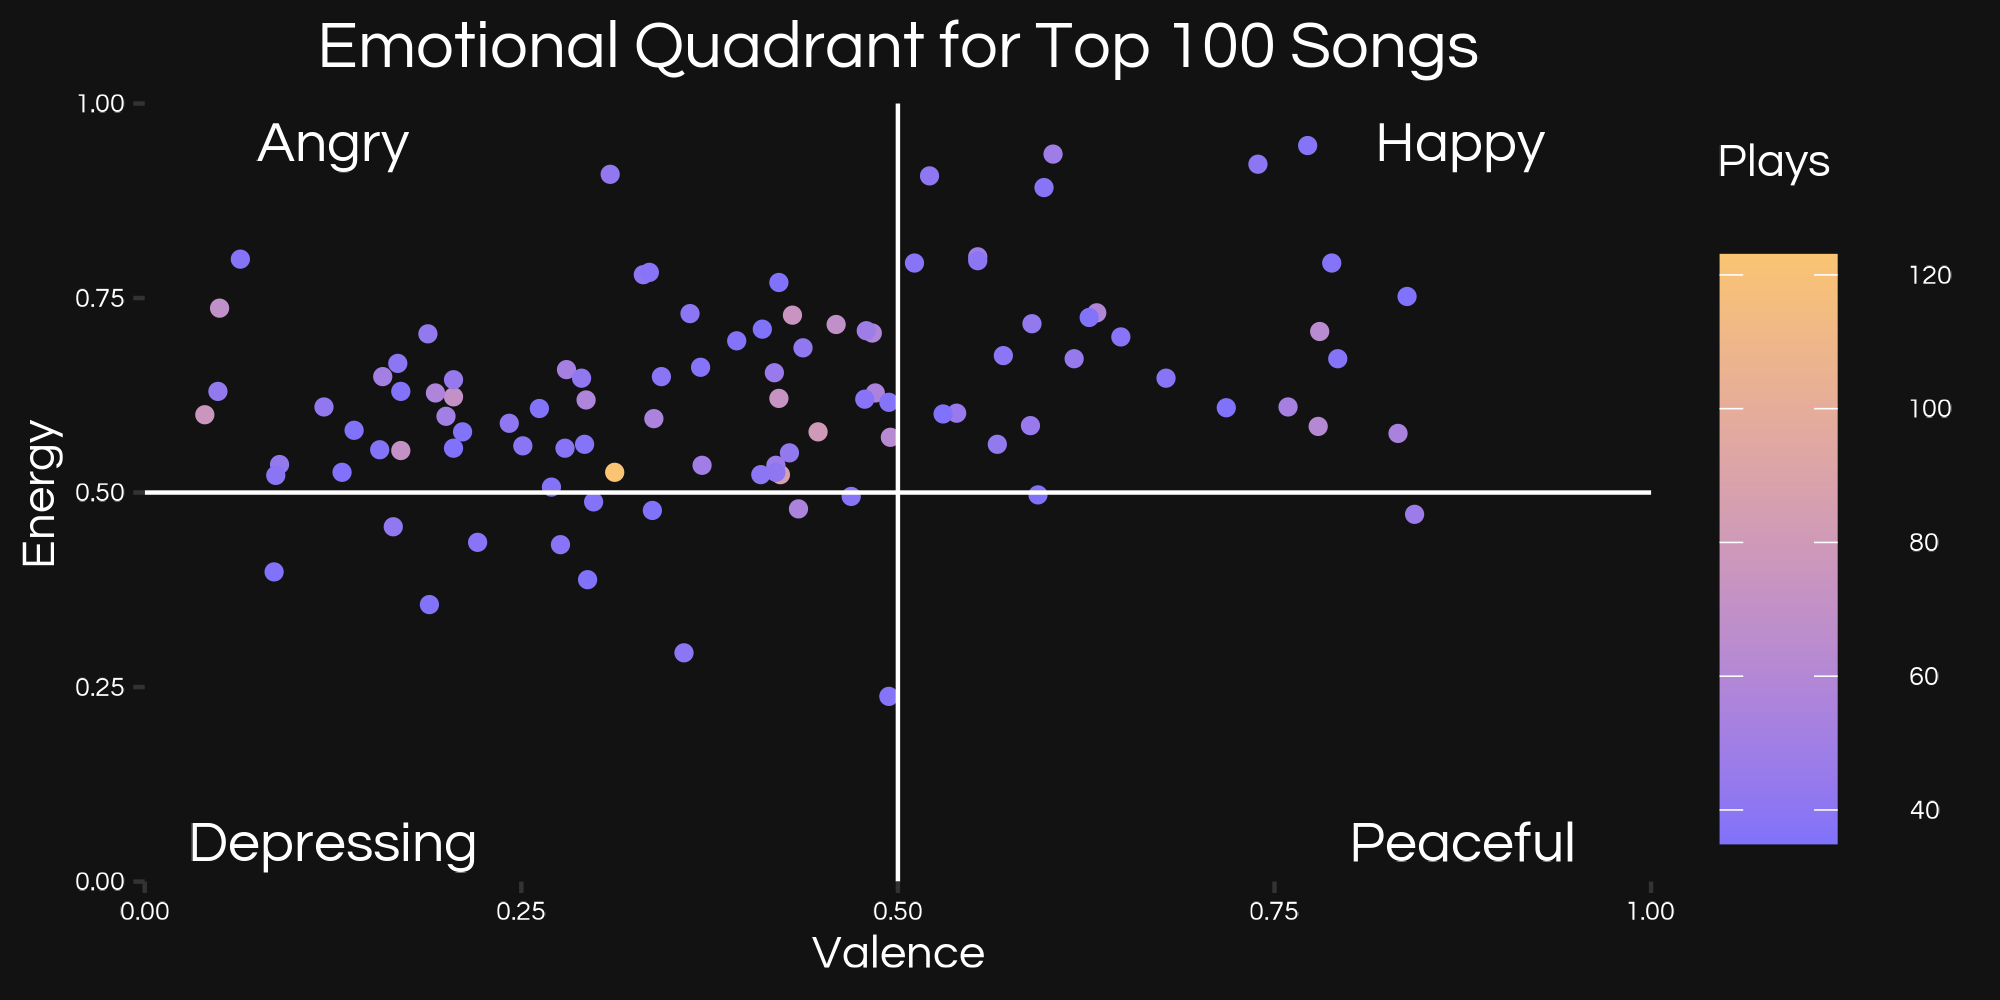 Emotional Quadrant for Top 100 Songs
1.00
0.75
0.50
0.25
0.00
Energy
Angry
Happy
Depressing
Peaceful
0.00
0.25
0.50
0.75
1.00
Valence
Plays
120
100
80
60
40